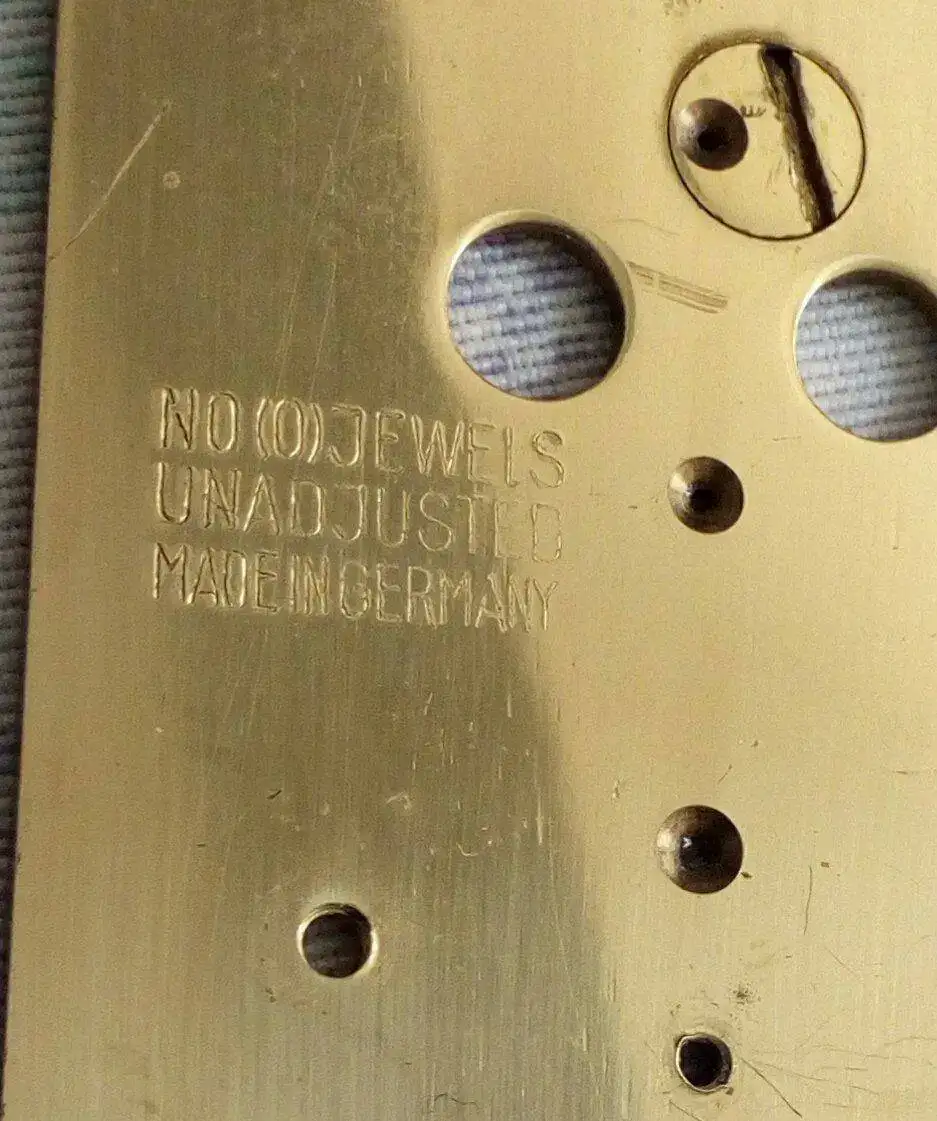 NO (0) JEWELS
UNADJUSTED
MADE IN GERMANY